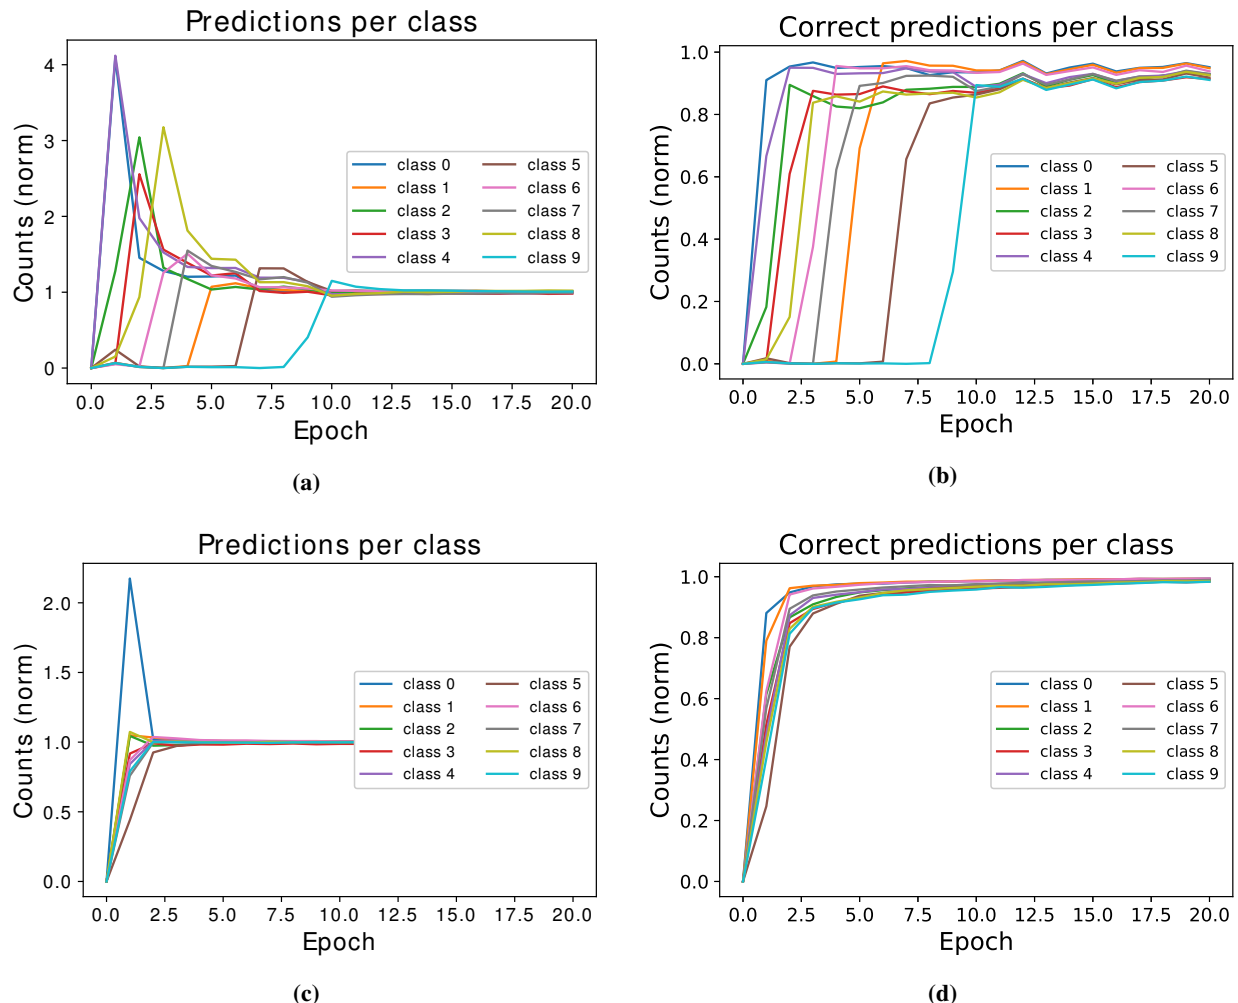 Predictions per class
Counts (norm)
4
3
2
1
0
class 0 class 5
class 1 class 6
class 2 class 7
class 3 class 8
class 4 class 9
0.0 2.5 5.0 7.5 10.0 12.5 15.0 17.5 20.0
Epoch
(a)
Correct predictions per class
Counts (norm)
1.0
0.8
0.6
0.4
0.2
0.0
class 0 class 5
class 1 class 6
class 2 class 7
class 3 class 8
class 4 class 9
0.0 2.5 5.0 7.5 10.0 12.5 15.0 17.5 20.0
Epoch
(b)
Predictions per class
Counts (norm)
2.0
1.5
1.0
0.5
0.0
class 0 class 5
class 1 class 6
class 2 class 7
class 3 class 8
class 4 class 9
0.0 2.5 5.0 7.5 10.0 12.5 15.0 17.5 20.0
Epoch
(c)
Correct predictions per class
Counts (norm)
1.0
0.8
0.6
0.4
0.2
0.0
class 0 class 5
class 1 class 6
class 2 class 7
class 3 class 8
class 4 class 9
0.0 2.5 5.0 7.5 10.0 12.5 15.0 17.5 20.0
Epoch
(d)